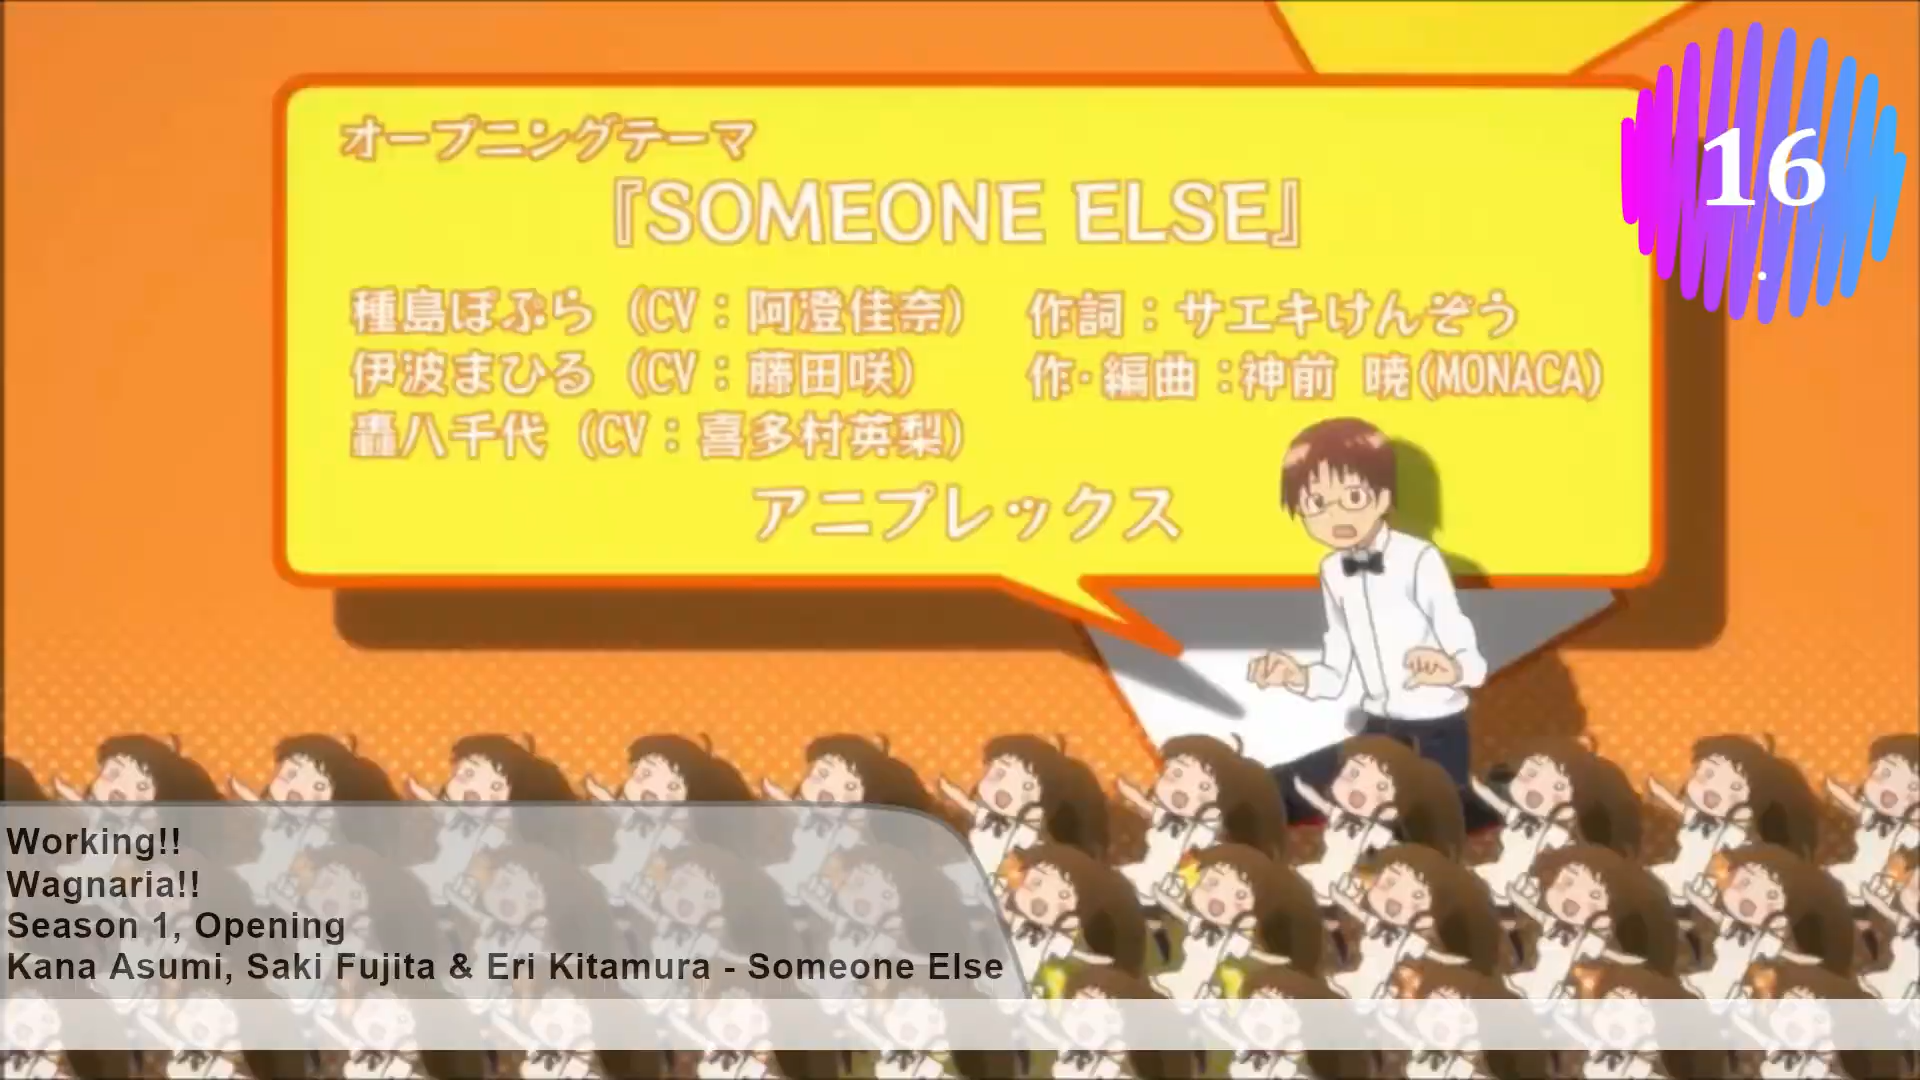 オープニングテーマ
『SOMEONE ELSE』
種島ぽぷら (CV：阿澄佳奈)
伊波まひる (CV：藤田咲)
轟八千代 (CV：喜多村英梨)
作詞：サエキけんぞう
作・編曲：神前 暁(MONACA)
アニプレックス
16
Working!!
Wagnaria!!
Season 1, Opening
Kana Asumi, Saki Fujita & Eri Kitamura - Someone Else